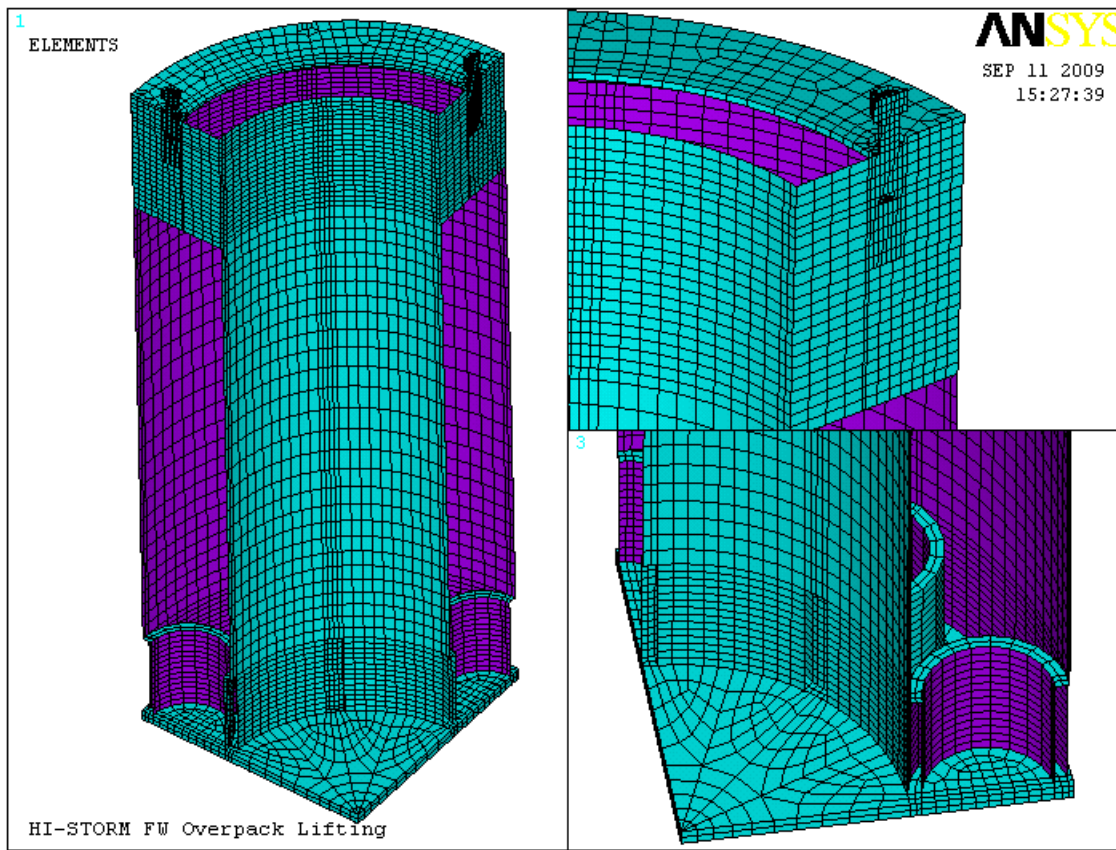 1
ELEMENTS
ANSYS
SEP 11 2009
15:27:39
3
HI-STORM FW Overpack Lifting